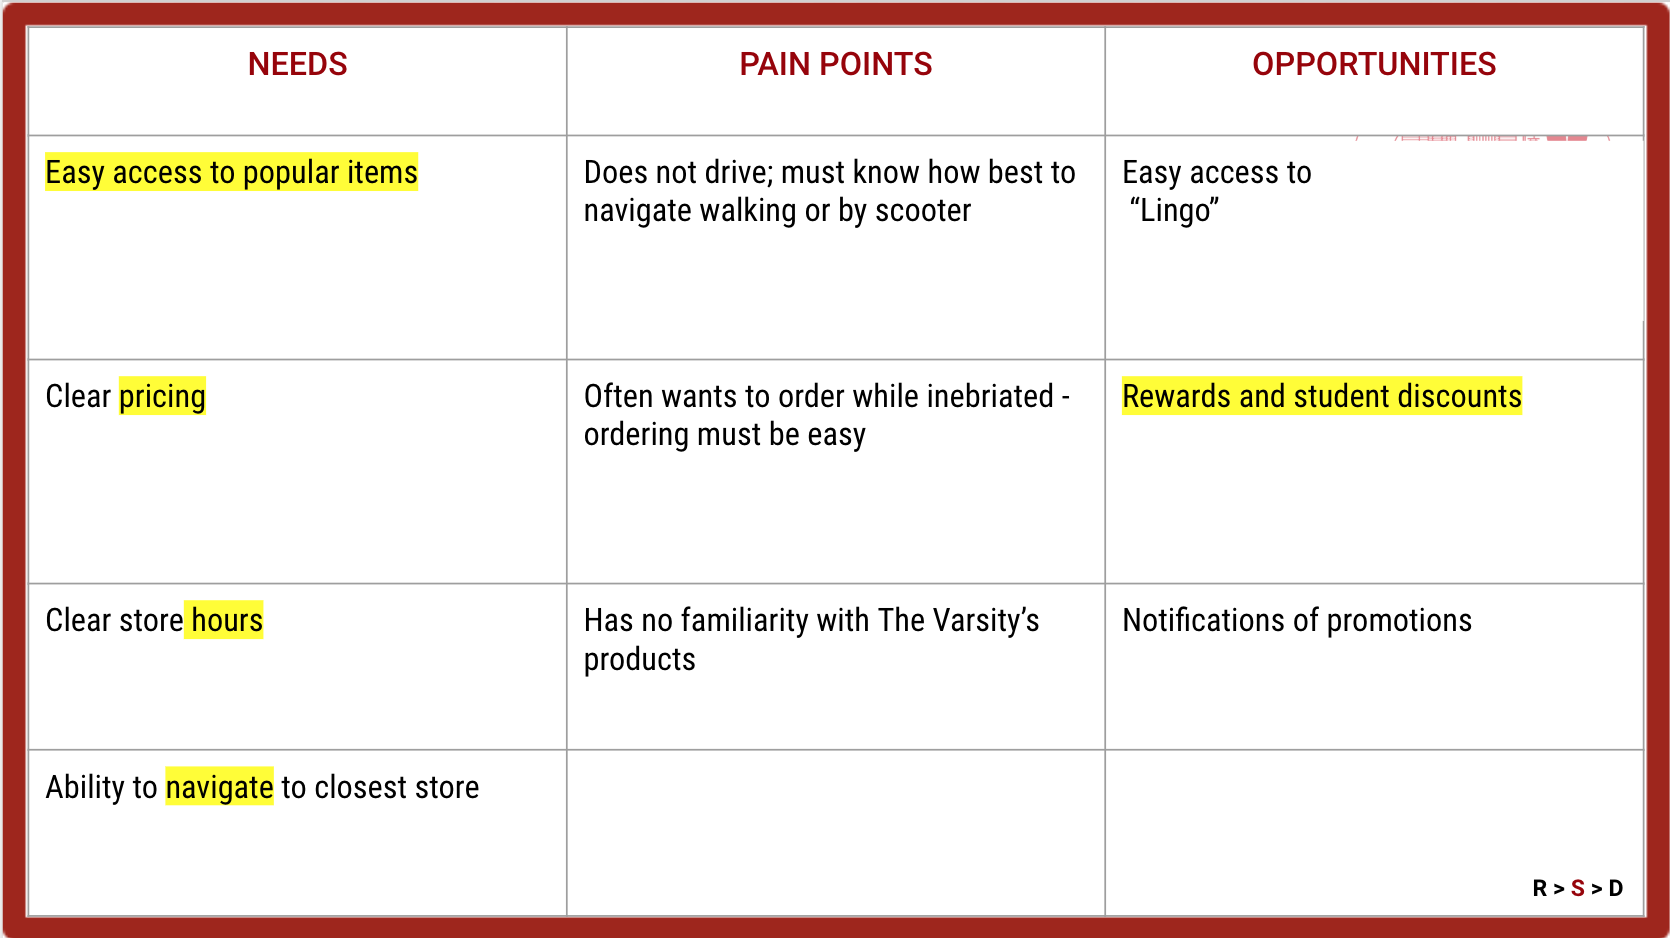 NEEDS
PAIN POINTS
OPPORTUNITIES
Easy access to popular items
Does not drive; must know how best to
navigate walking or by scooter
Easy access to
“Lingo”
Clear pricing
Often wants to order while inebriated -
ordering must be easy
Rewards and student discounts
Clear store hours
Has no familiarity with The Varsity’s
products
Notifications of promotions
Ability to navigate to closest store
R > S > D